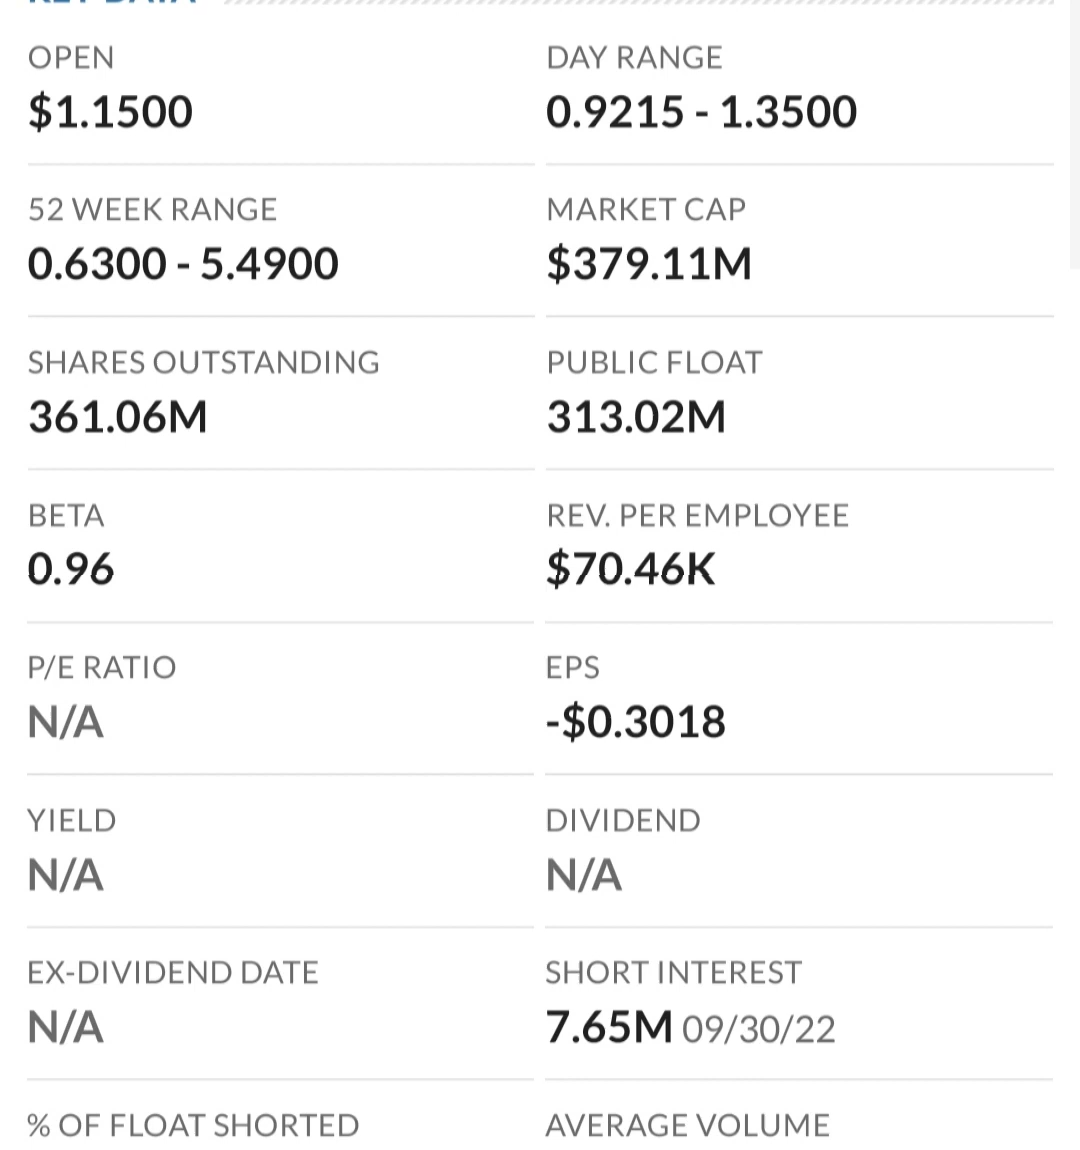 OPEN
$1.1500
DAY RANGE
0.9215 - 1.3500
52 WEEK RANGE
0.6300 - 5.4900
MARKET CAP
$379.11M
SHARES OUTSTANDING
361.06M
PUBLIC FLOAT
313.02M
BETA
0.96
REV. PER EMPLOYEE
$70.46K
P/E RATIO
N/A
EPS
-$0.3018
YIELD
N/A
DIVIDEND
N/A
EX-DIVIDEND DATE
N/A
SHORT INTEREST
7.65M 09/30/22
% OF FLOAT SHORTED
AVERAGE VOLUME